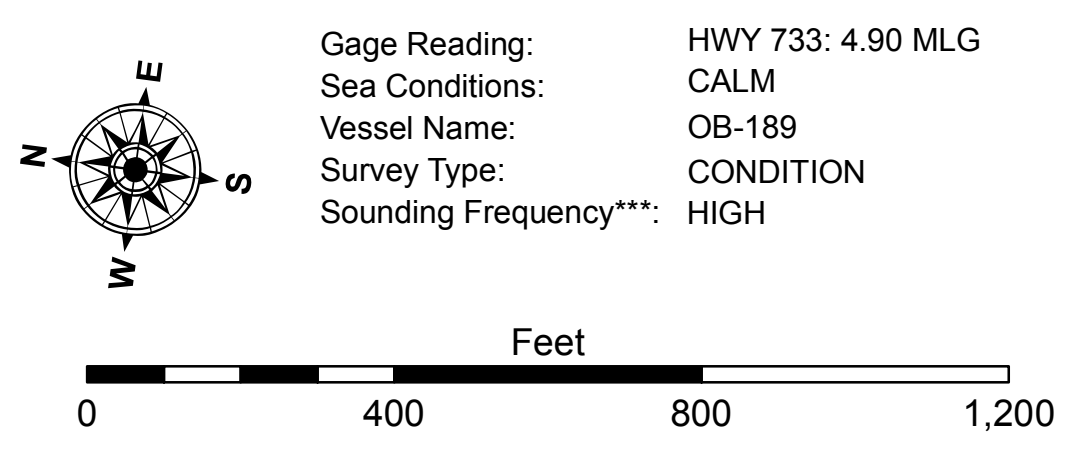 E
N
S
W
Gage Reading: HWY 733: 4.90 MLG
Sea Conditions: CALM
Vessel Name: OB-189
Survey Type: CONDITION
Sounding Frequency***: HIGH
Feet
0 400 800 1,200